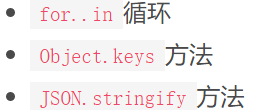 for..in 循环
Object.keys 方法
JSON.stringify 方法